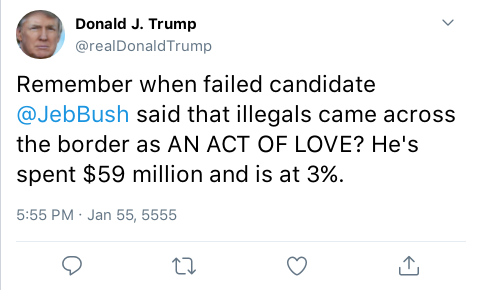 Donald J. Trump
@realDonaldTrump
Remember when failed candidate
@JebBush said that illegals came across
the border as AN ACT OF LOVE? He's
spent $59 million and is at 3%.
5:55 PM · Jan 55, 5555